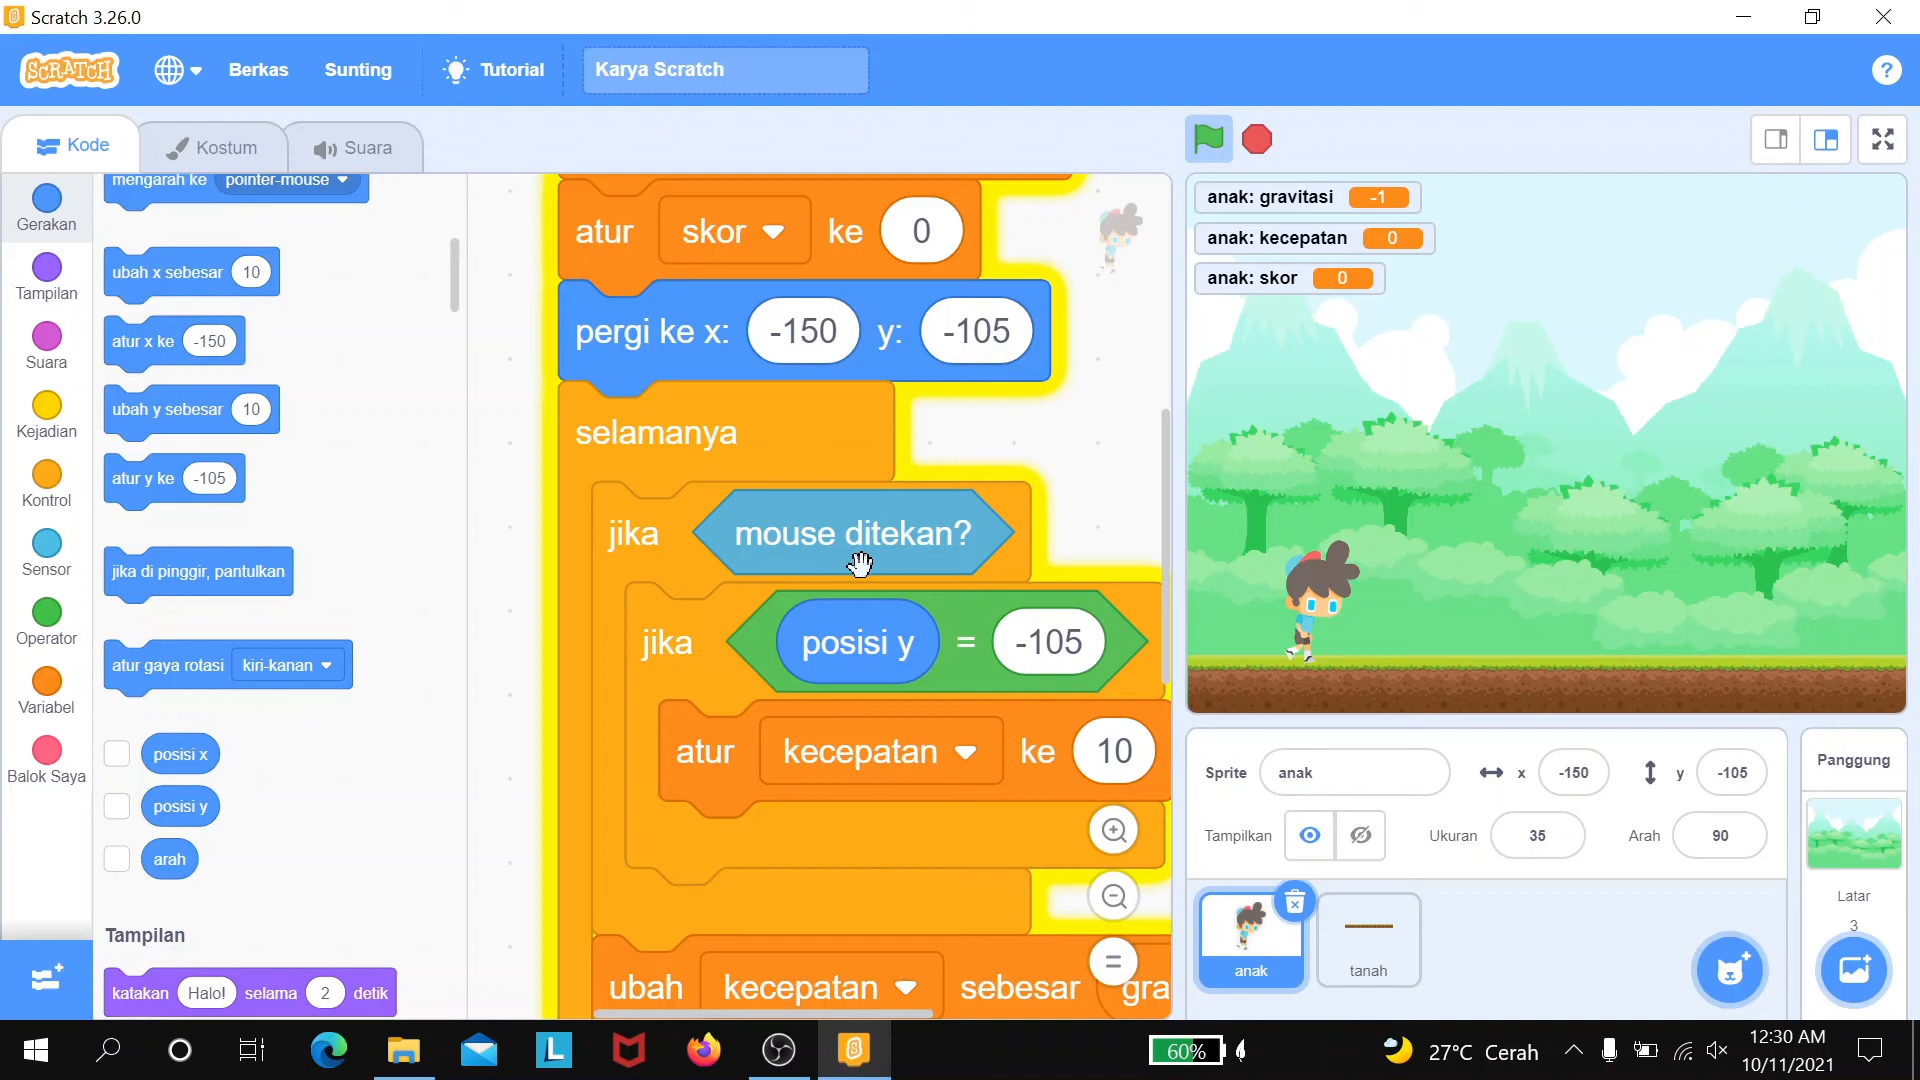 Scratch 3.26.0
SCRATCH
Berkas
Sunting
Tutorial
Karya Scratch
?
Kode
Kostum
Suara
Gerakan
Tampilan
Suara
Kejadian
Kontrol
Sensor
Operator
Variabel
Balok Saya
mengarah ke pointer-mouse
ubah x sebesar 10
atur x ke -150
ubah y sebesar 10
atur y ke -105
jika di pinggir, pantulkan
atur gaya rotasi kiri-kanan
posisi x
posisi y
arah
Tampilan
katakan Halo! selama 2 detik
atur skor ke 0
pergi ke x: -150 y: -105
selamanya
jika mouse ditekan?
jika posisi y = -105
atur kecepatan ke 10
ubah kecepatan sebesar gra
anak: gravitasi -1
anak: kecepatan 0
anak: skor 0
Sprite anak x -150 y -105
Tampilkan Ukuran 35 Arah 90
anak
tanah
Panggung
Latar
3
60%
27°C Cerah
12:30 AM
10/11/2021